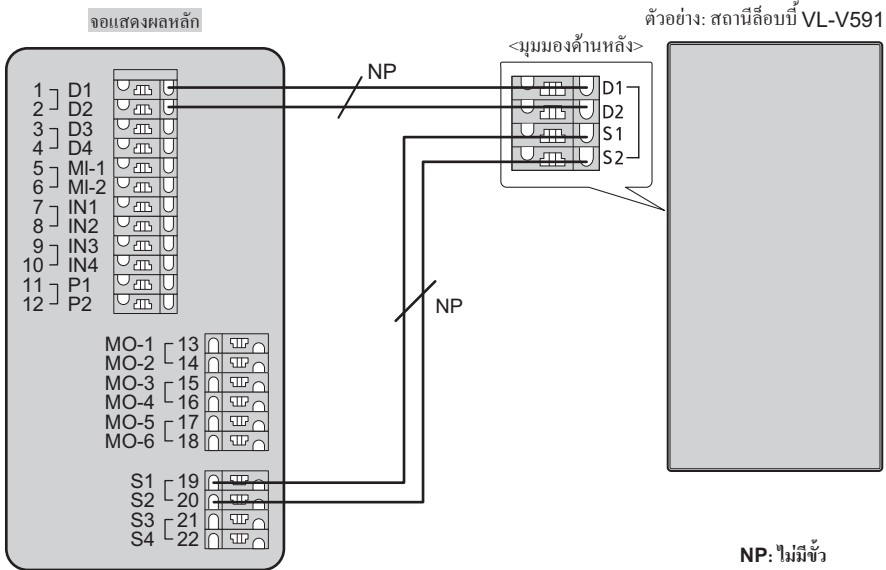 จอแสดงผลหลัก
ตัวอย่าง: สถานีล็อบบี้ VL-V591
<มุมมองด้านหลัง>
NP
1 D1
2 D2
3 D3
4 D4
5 MI-1
6 MI-2
7 IN1
8 IN2
9 IN3
10 IN4
11 P1
12 P2
D1
D2
S1
S2
NP
MO-1 13
MO-2 14
MO-3 15
MO-4 16
MO-5 17
MO-6 18
S1 19
S2 20
S3 21
S4 22
NP: ไม่มีขั้ว